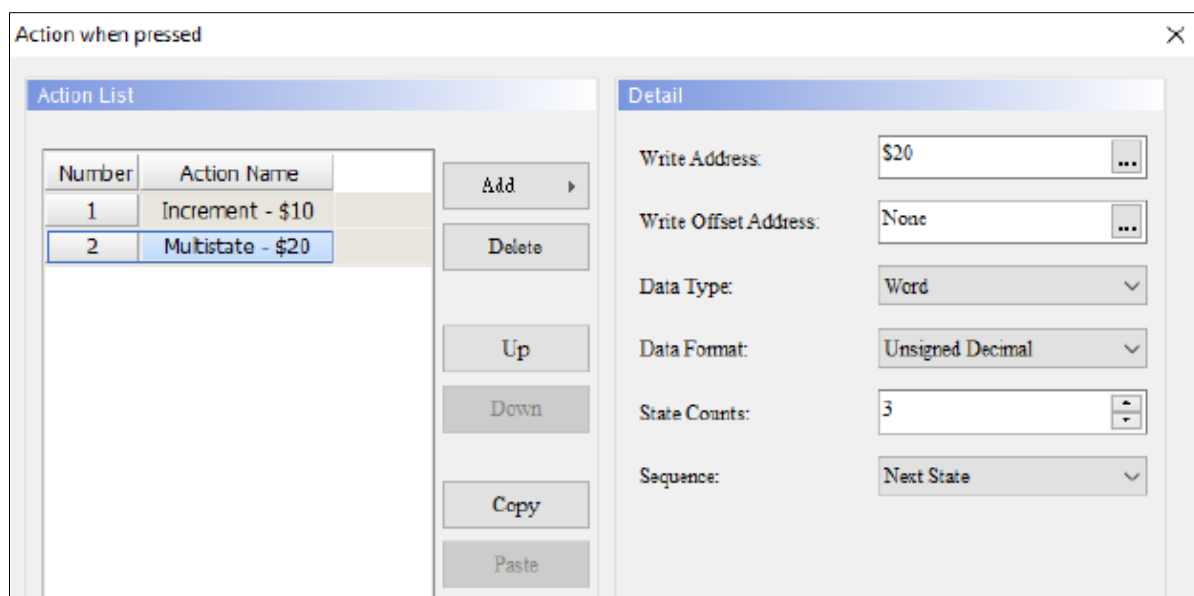 Action when pressed
Action List
Number Action Name
1 Increment - $10
2 Multistate - $20
Add
Delete
Up
Down
Copy
Paste
Detail
Write Address: $20 ...
Write Offset Address: None ...
Data Type: Word
Data Format: Unsigned Decimal
State Counts: 3
Sequence: Next State